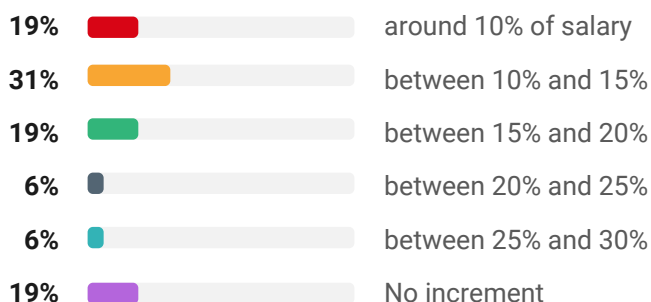 19% around 10% of salary
31% between 10% and 15%
19% between 15% and 20%
6% between 20% and 25%
6% between 25% and 30%
19% No increment